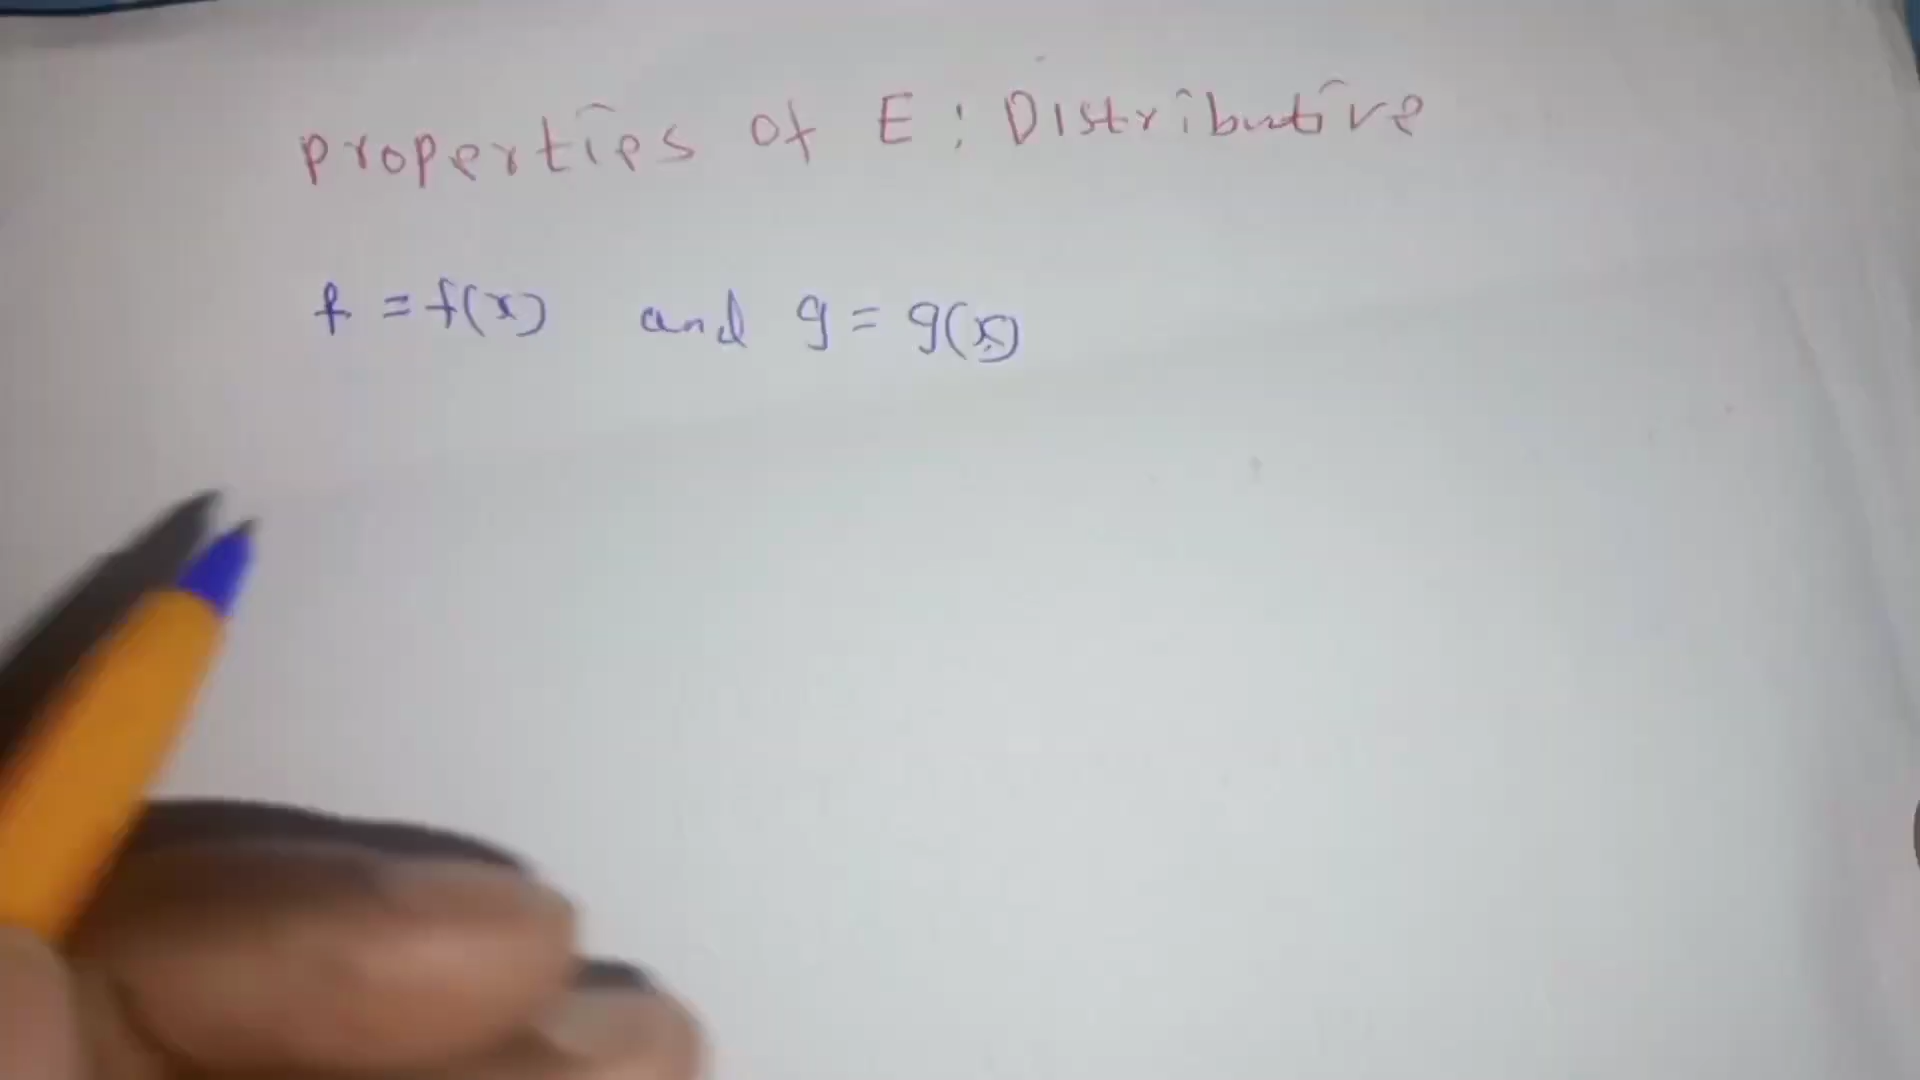 properties of E : Distributive
f = f(x) and g = g(x)